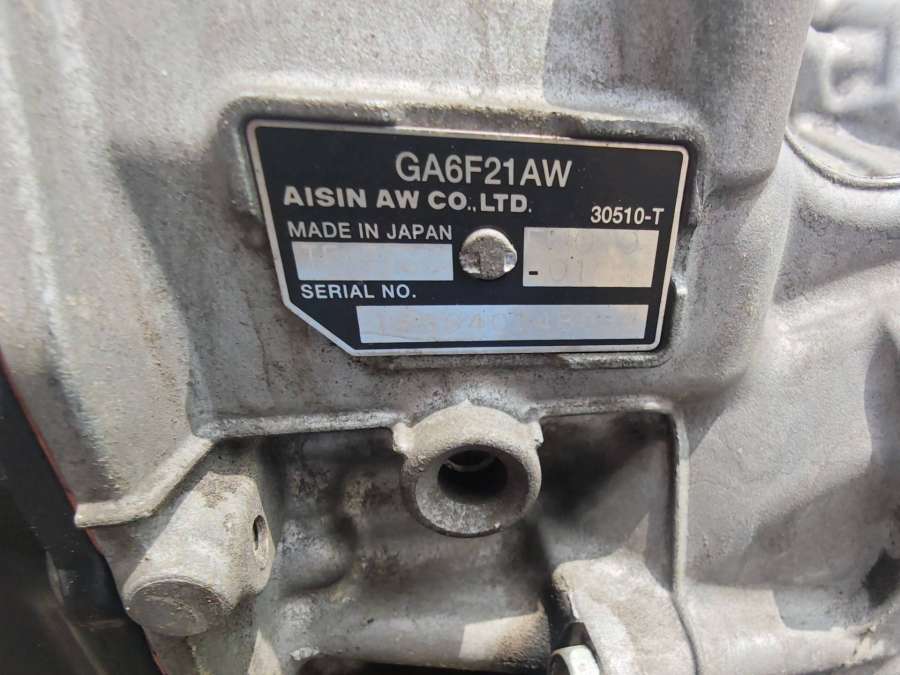 GA6F21AW
AISIN AW CO.,LTD.
30510-T
MADE IN JAPAN
SERIAL NO.